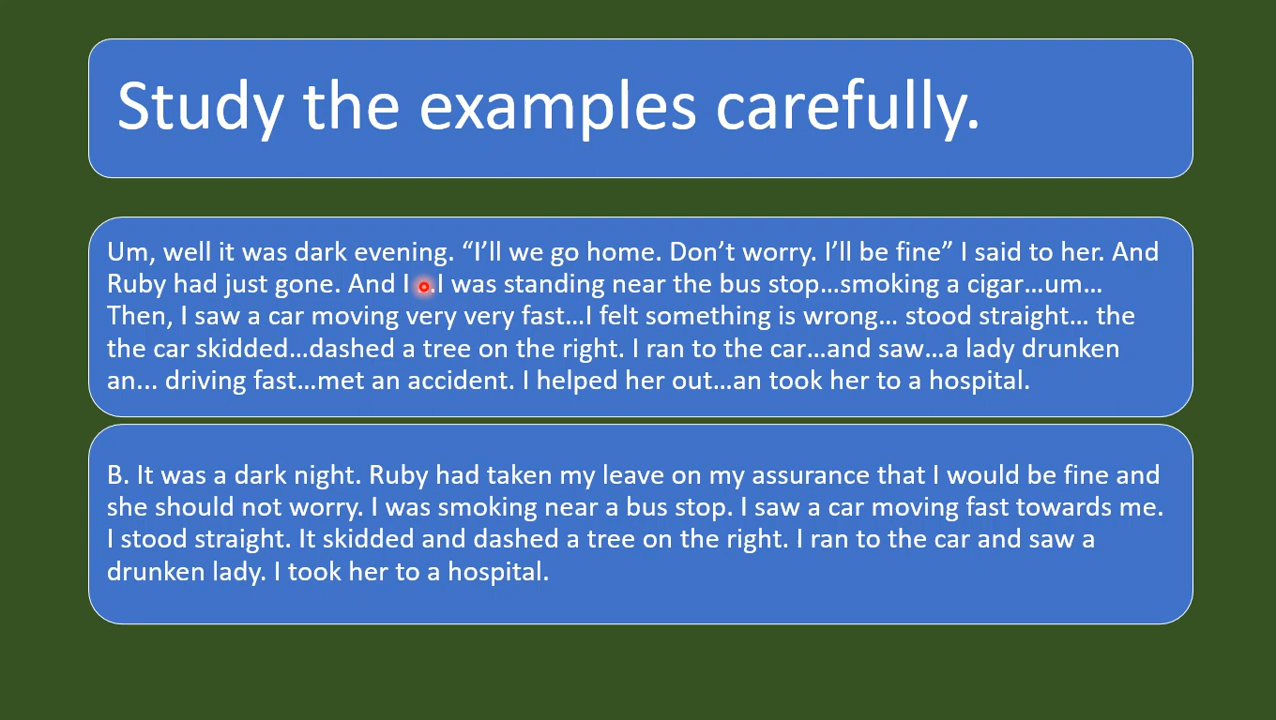 Study the examples carefully.
Um, well it was dark evening. “I’ll we go home. Don’t worry. I’ll be fine” I said to her. And
Ruby had just gone. And I …I was standing near the bus stop…smoking a cigar…um…
Then, I saw a car moving very very fast…I felt something is wrong… stood straight… the
the car skidded…dashed a tree on the right. I ran to the car…and saw…a lady drunken
an… driving fast…met an accident. I helped her out…an took her to a hospital.
B. It was a dark night. Ruby had taken my leave on my assurance that I would be fine and
she should not worry. I was smoking near a bus stop. I saw a car moving fast towards me.
I stood straight. It skidded and dashed a tree on the right. I ran to the car and saw a
drunken lady. I took her to a hospital.